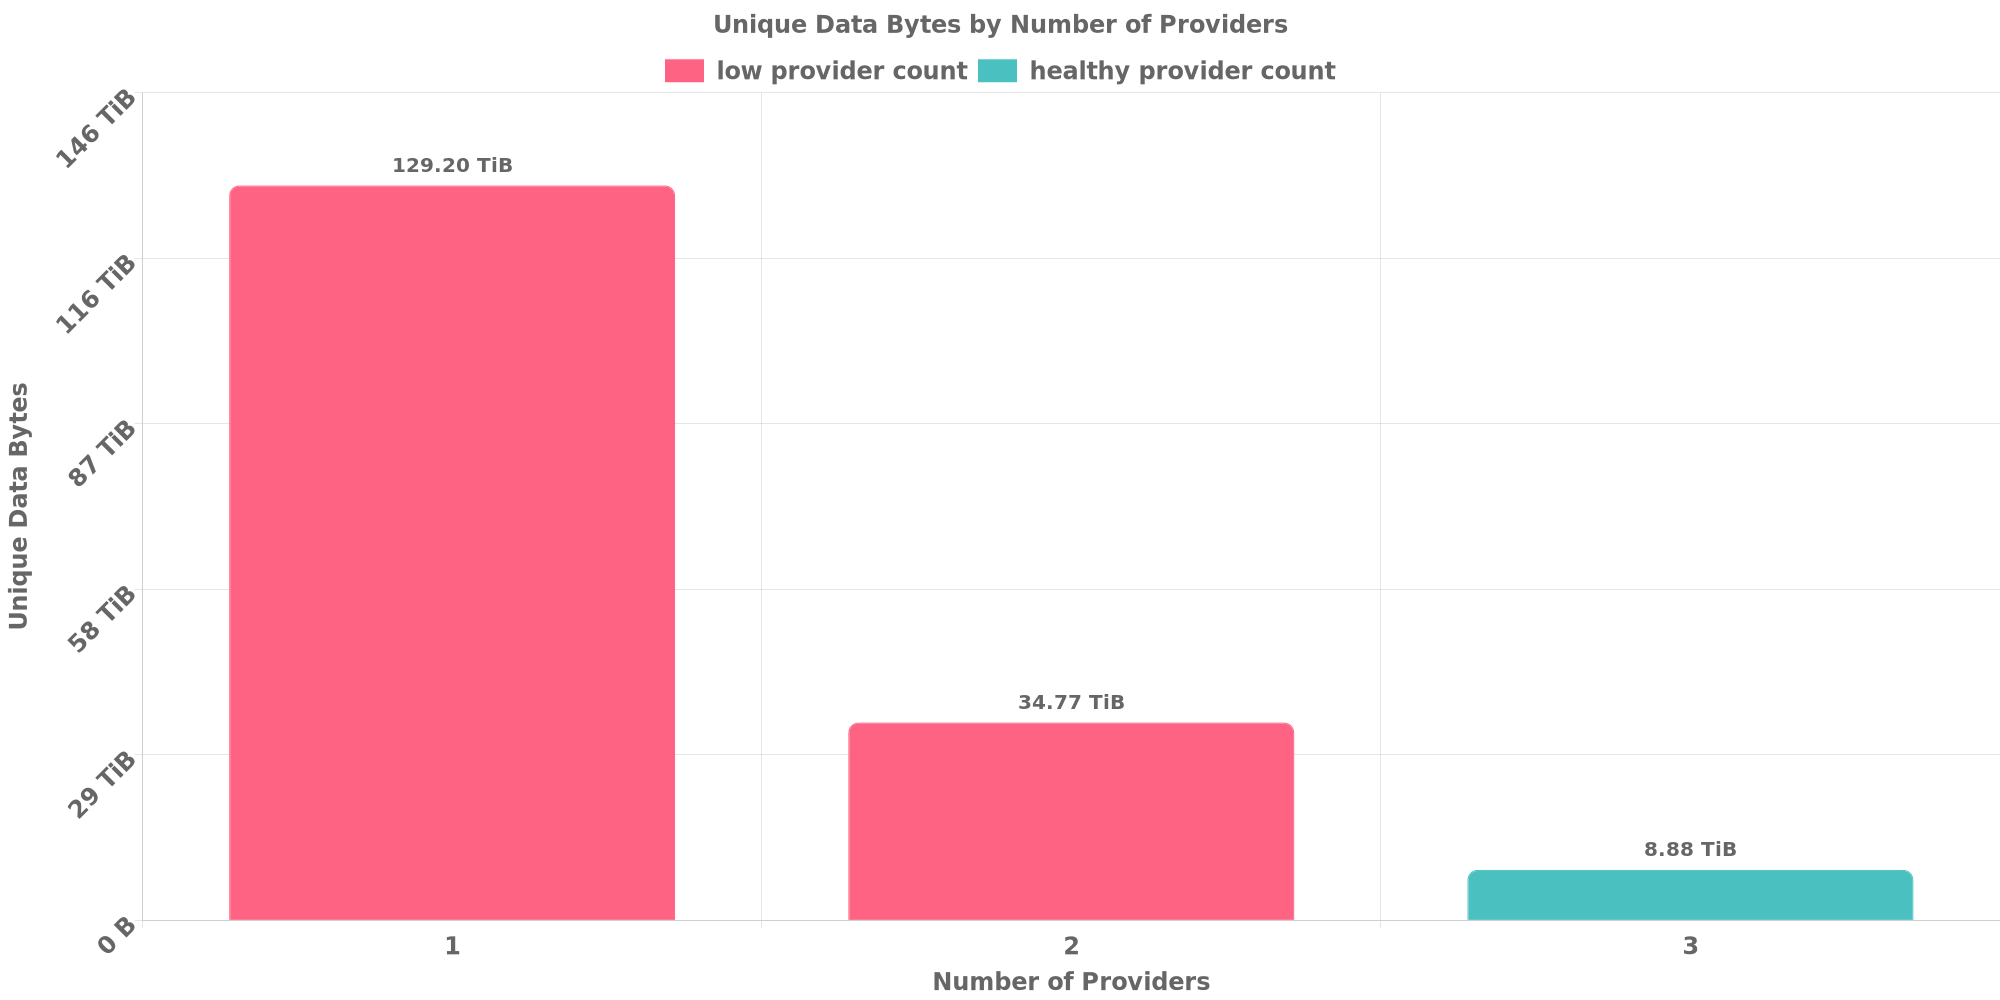 Unique Data Bytes by Number of Providers
low provider count healthy provider count
146 TiB
129.20 TiB
116 TiB
87 TiB
58 TiB
34.77 TiB
29 TiB
8.88 TiB
0 B
Unique Data Bytes
1 2 3
Number of Providers